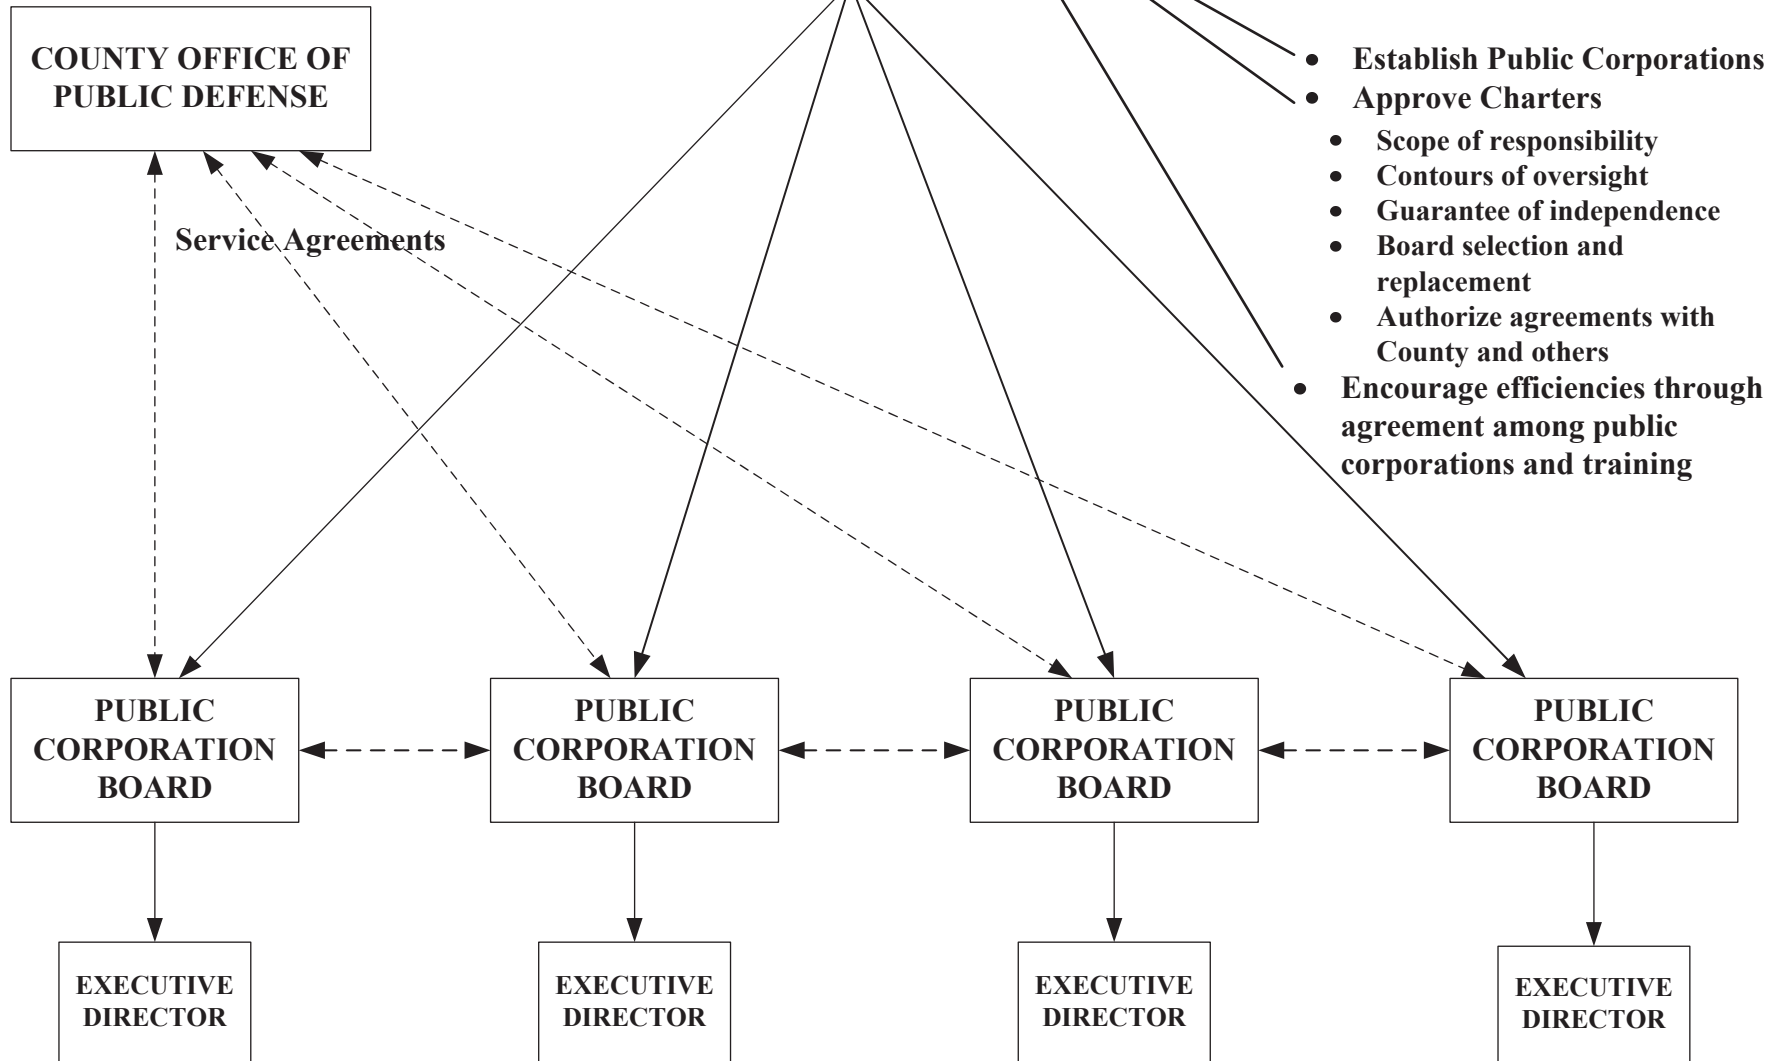 COUNTY OFFICE OF
PUBLIC DEFENSE
• Establish Public Corporations
• Approve Charters
• Scope of responsibility
• Contours of oversight
• Guarantee of independence
• Board selection and
replacement
• Authorize agreements with
County and others
• Encourage efficiencies through
agreement among public
corporations and training
Service Agreements
PUBLIC
CORPORATION
BOARD
PUBLIC
CORPORATION
BOARD
PUBLIC
CORPORATION
BOARD
PUBLIC
CORPORATION
BOARD
EXECUTIVE
DIRECTOR
EXECUTIVE
DIRECTOR
EXECUTIVE
DIRECTOR
EXECUTIVE
DIRECTOR